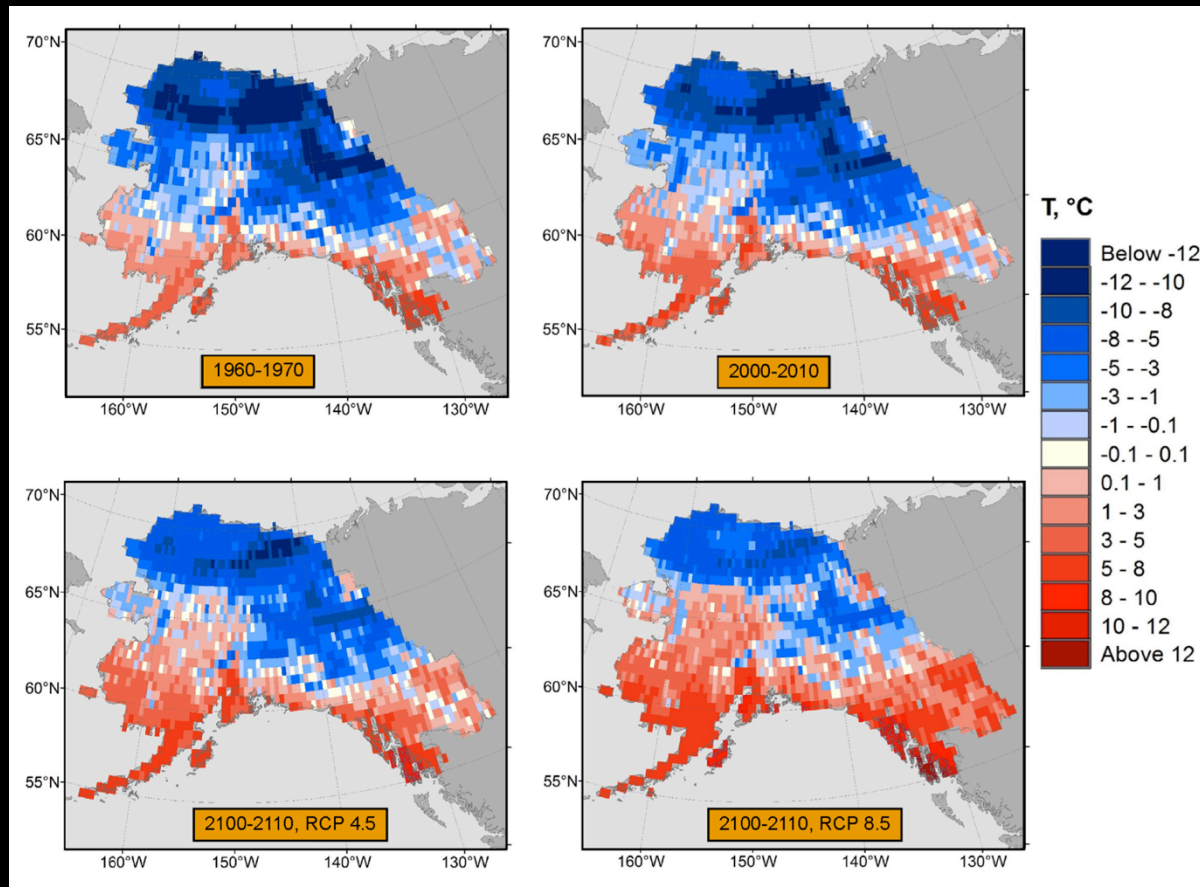 70°N
65°N
60°N
55°N
160°W 150°W 140°W 130°W
1960-1970
70°N
65°N
60°N
55°N
160°W 150°W 140°W 130°W
2000-2010
70°N
65°N
60°N
55°N
160°W 150°W 140°W 130°W
2100-2110, RCP 4.5
70°N
65°N
60°N
55°N
160°W 150°W 140°W 130°W
2100-2110, RCP 8.5
T, °C
Below -12
-12 - -10
-10 - -8
-8 - -5
-5 - -3
-3 - -1
-1 - -0.1
-0.1 - 0.1
0.1 - 1
1 - 3
3 - 5
5 - 8
8 - 10
10 - 12
Above 12